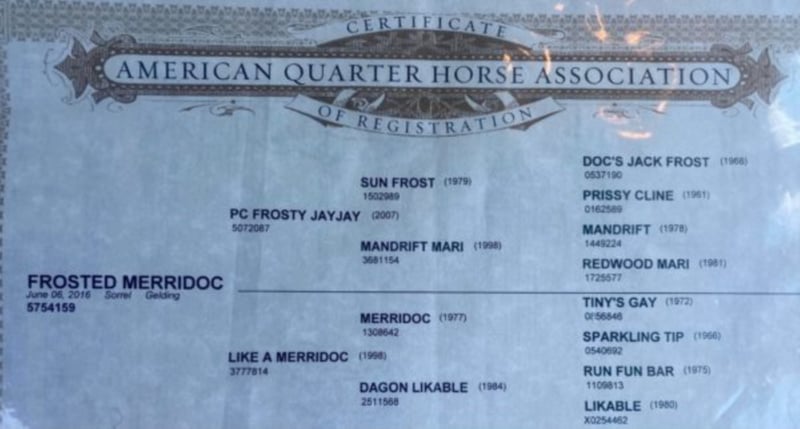 CERTIFICATE
AMERICAN QUARTER HORSE ASSOCIATION
OF REGISTRATION
DOC'S JACK FROST (1966)
0537190
SUN FROST (1979)
1502989
PRISSY CLINE (1961)
0162589
PC FROSTY JAYJAY (2007)
5072087
MANDRIFT (1978)
1449224
MANDRIFT MARI (1998)
3681154
REDWOOD MARI (1981)
1725577
FROSTED MERRIDOC
June 06, 2016 Sorrel Gelding
5754159
TINY'S GAY (1972)
MERRIDOC (1977)
1308642
SPARKLING TIP (1966)
0540692
LIKE A MERRIDOC (1998)
3777814
RUN FUN BAR (1975)
1109813
DAGON LIKABLE (1984)
2511568
LIKABLE (1980)
X0254462